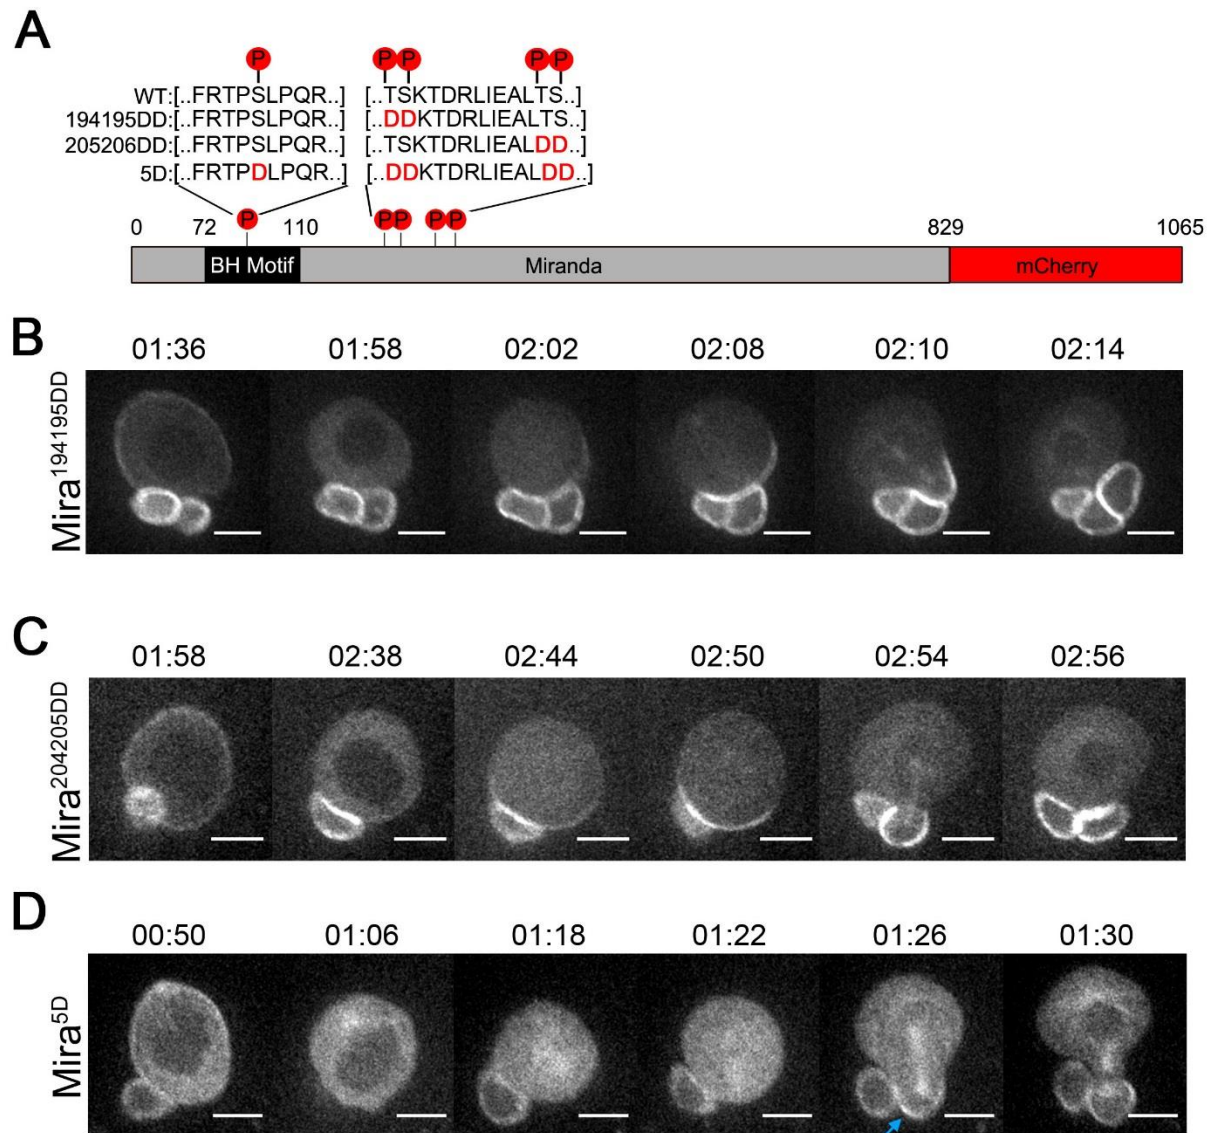 A
P P P P P
WT:[..FRTPSLPQR..] [..TSKTDRLIEALTS..]
194195DD:[..FRTPSLPQR..] [..DDKTDRLIEALTS..]
205206DD:[..FRTPSLPQR..] [..TSKTDRLIEALDD..]
5D:[..FRTPDLPQR..] [..DDKTDRLIEALDD..]
P P P P P
0 72 110 829 1065
BH Motif Miranda mCherry
B
01:36 01:58 02:02 02:08 02:10 02:14
Mira194195DD
C
01:58 02:38 02:44 02:50 02:54 02:56
Mira204205DD
D
00:50 01:06 01:18 01:22 01:26 01:30
Mira5D